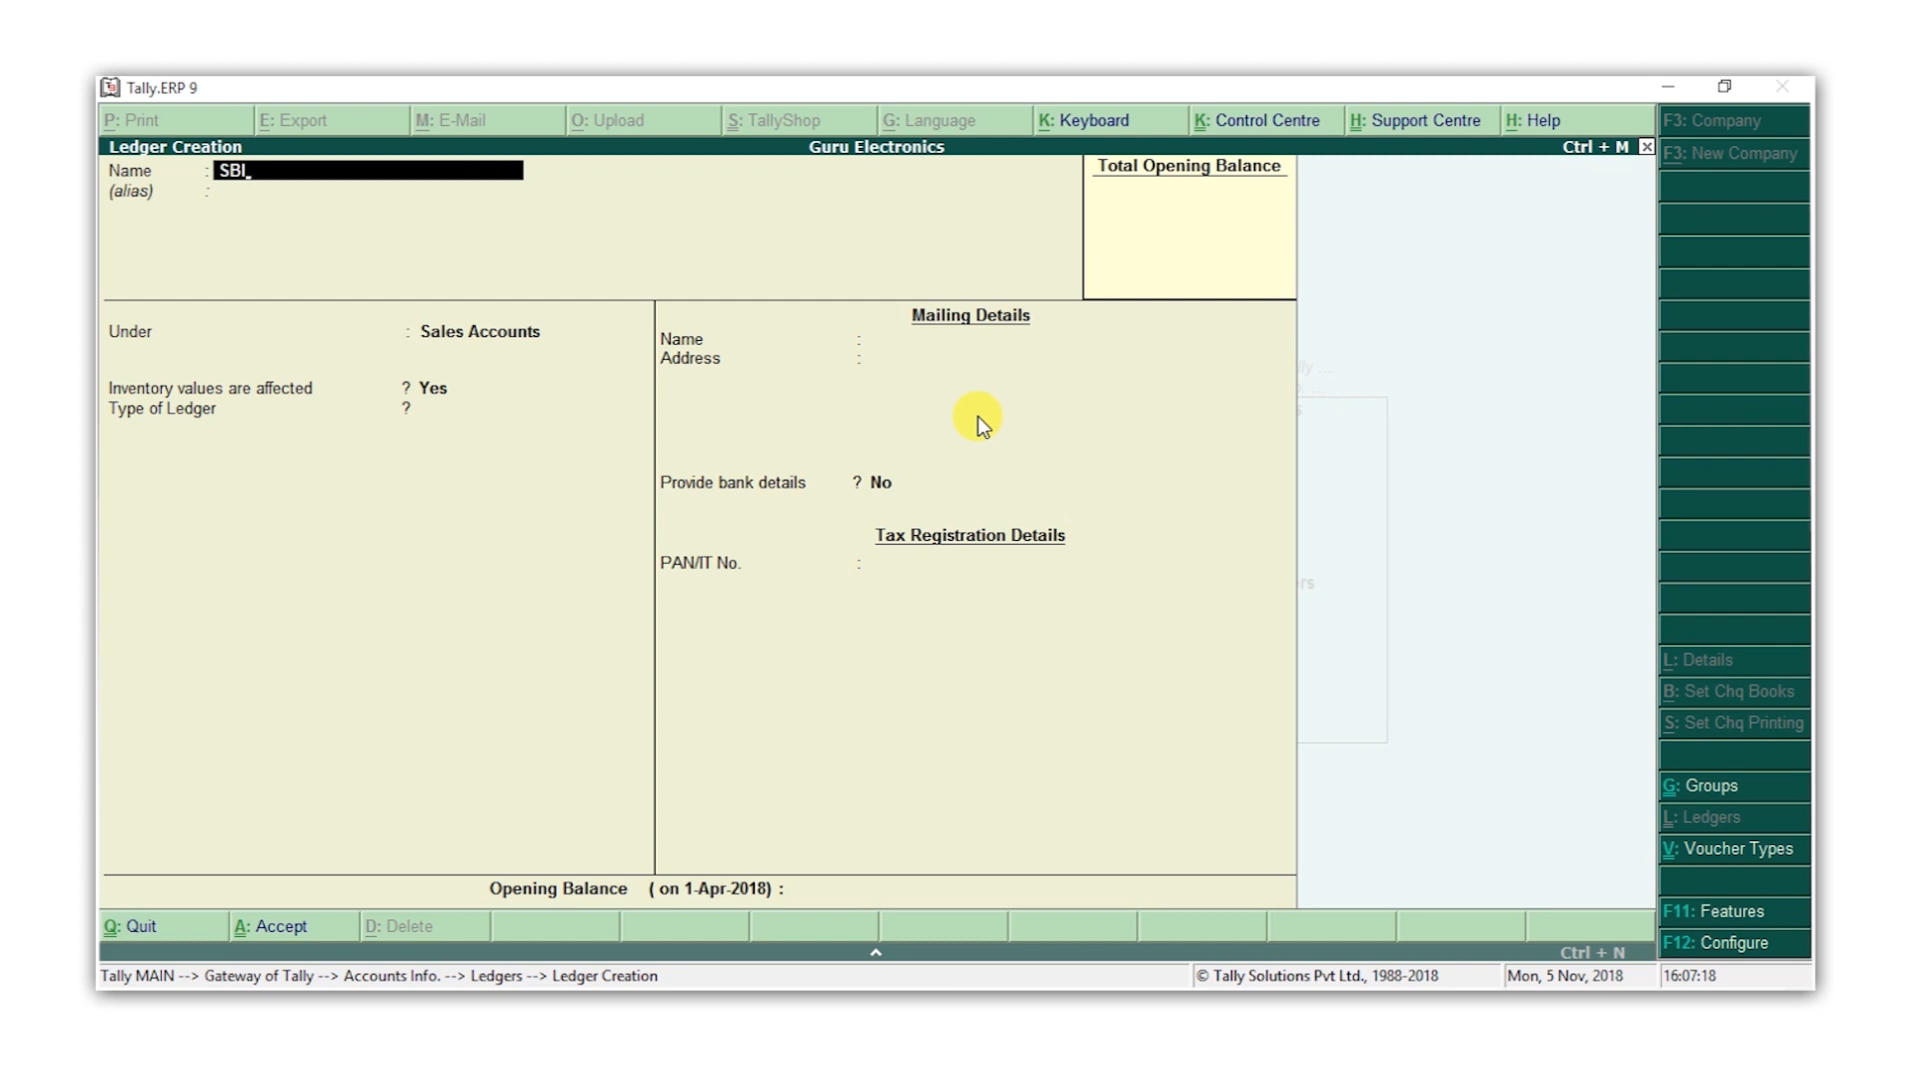 Tally.ERP 9
P: Print E: Export M: E-Mail O: Upload S: TallyShop G: Language K: Keyboard K: Control Centre H: Support Centre H: Help F3: Company
Ledger Creation Guru Electronics Ctrl + M F3: New Company
Name : SBI
Total Opening Balance
(alias) :
Mailing Details
Under : Sales Accounts
Name :
Address :
Inventory values are affected ? Yes
Type of Ledger ?
Provide bank details ? No
Tax Registration Details
PAN/IT No. :
L: Details
B: Set Chq Books
S: Set Chq Printing
G: Groups
L: Ledgers
V: Voucher Types
Opening Balance ( on 1-Apr-2018) :
F11: Features
Q: Quit A: Accept D: Delete
F12: Configure
Ctrl + N
Tally MAIN --> Gateway of Tally --> Accounts Info. --> Ledgers --> Ledger Creation © Tally Solutions Pvt Ltd., 1988-2018 Mon, 5 Nov, 2018 16:07:18